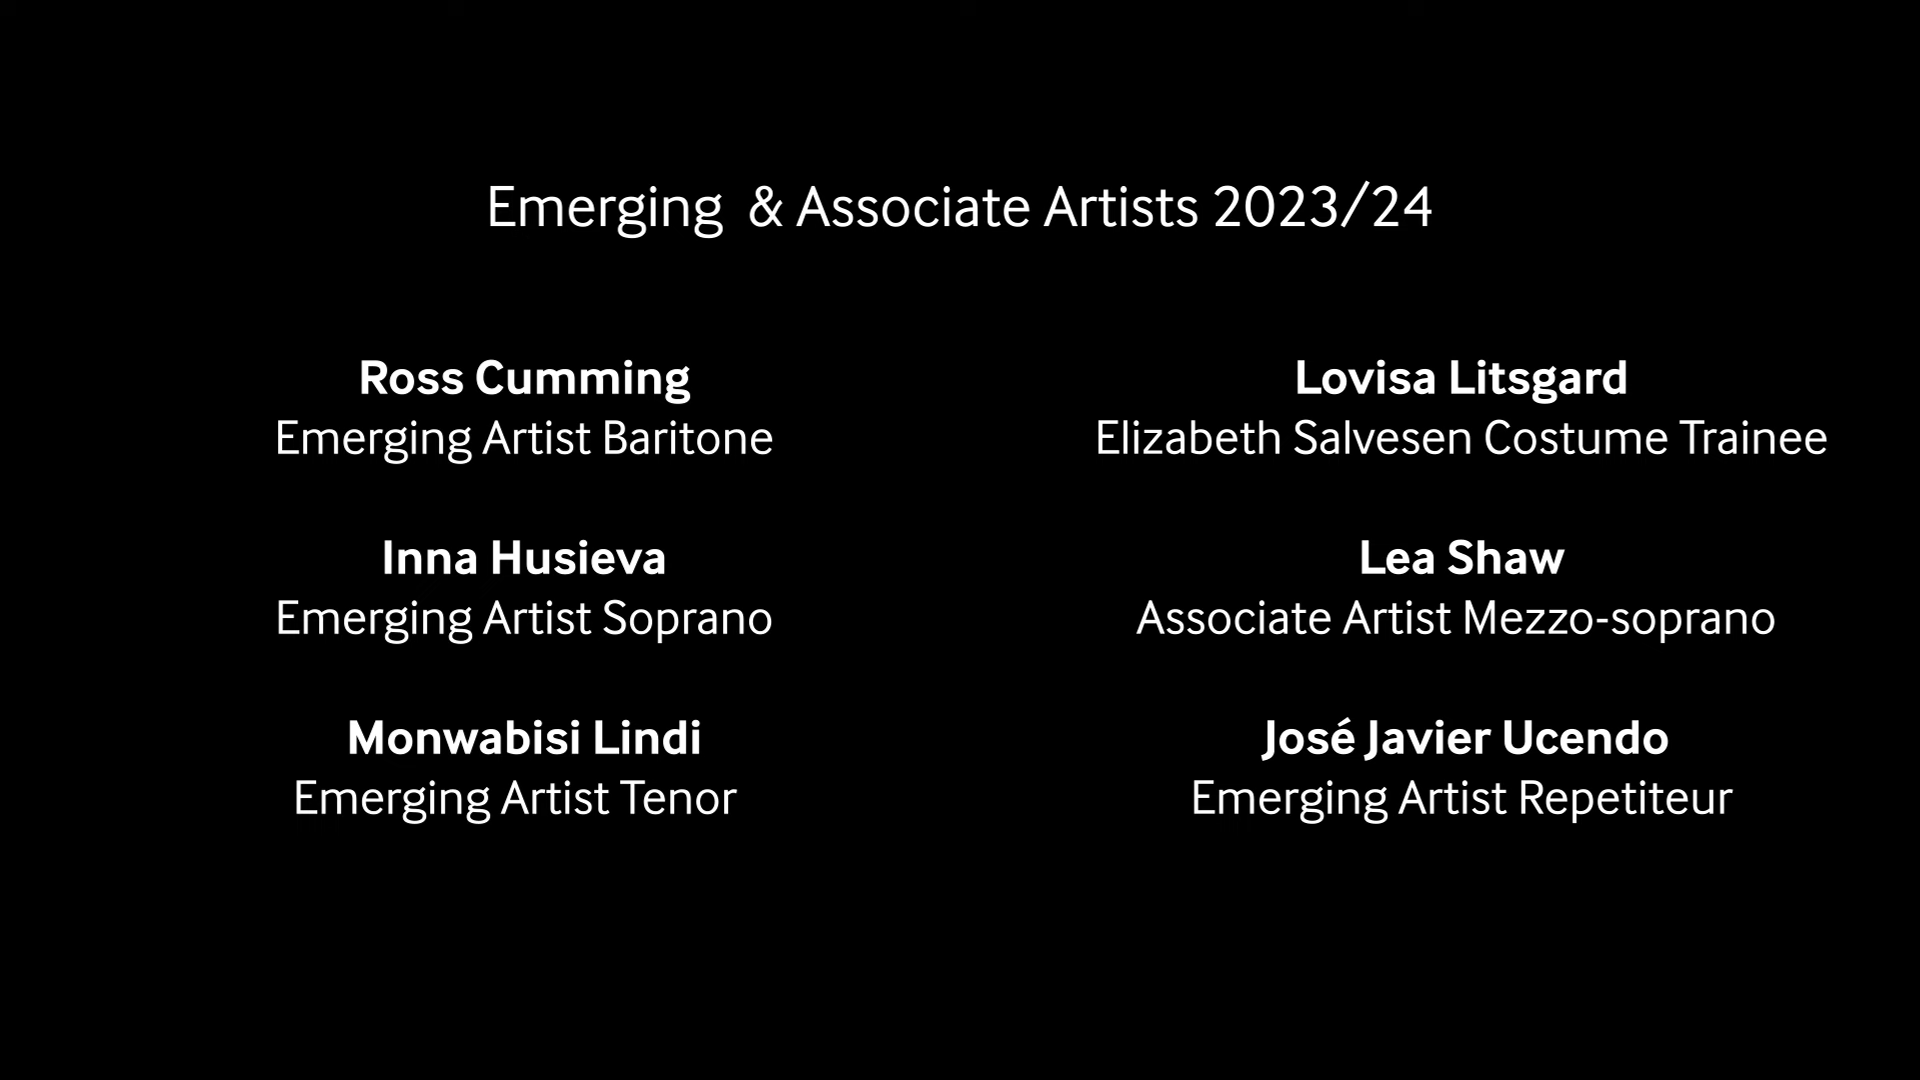 Emerging & Associate Artists 2023/24
Ross Cumming
Emerging Artist Baritone
Inna Husieva
Emerging Artist Soprano
Monwabisi Lindi
Emerging Artist Tenor
Lovisa Litsgard
Elizabeth Salvesen Costume Trainee
Lea Shaw
Associate Artist Mezzo-soprano
José Javier Ucendo
Emerging Artist Repetiteur